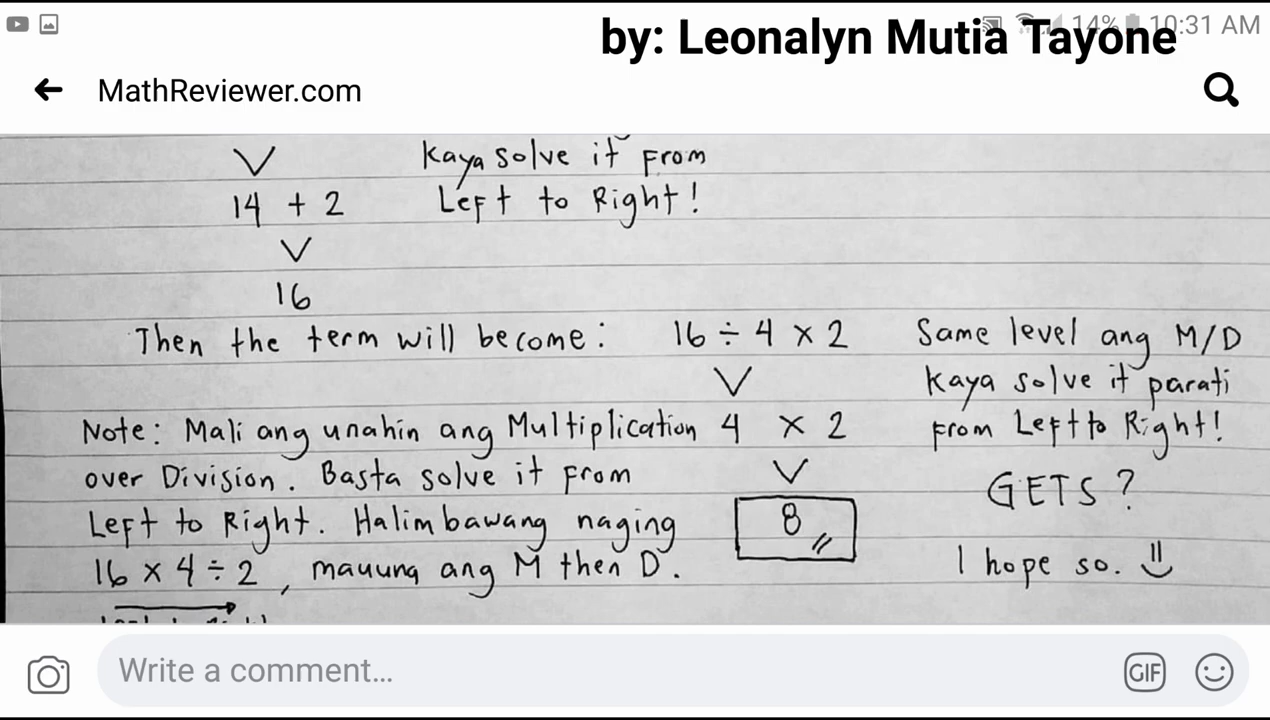 14% 10:31 AM
by: Leonalyn Mutia Tayone
MathReviewer.com
V Kaya solve it from
14 + 2 Left to Right!
V
16
Then the term will become: 16 ÷ 4 x 2 Same level ang M/D
V Kaya solve it parati
Note: Mali ang unahin ang Multiplication 4 x 2 from Left to Right!
over Division. Basta solve it from V
Left to Right. Halimbawang naging 8 GETS?
16 x 4 ÷ 2, mauuna ang M then D. I hope so.
Write a comment...
GIF